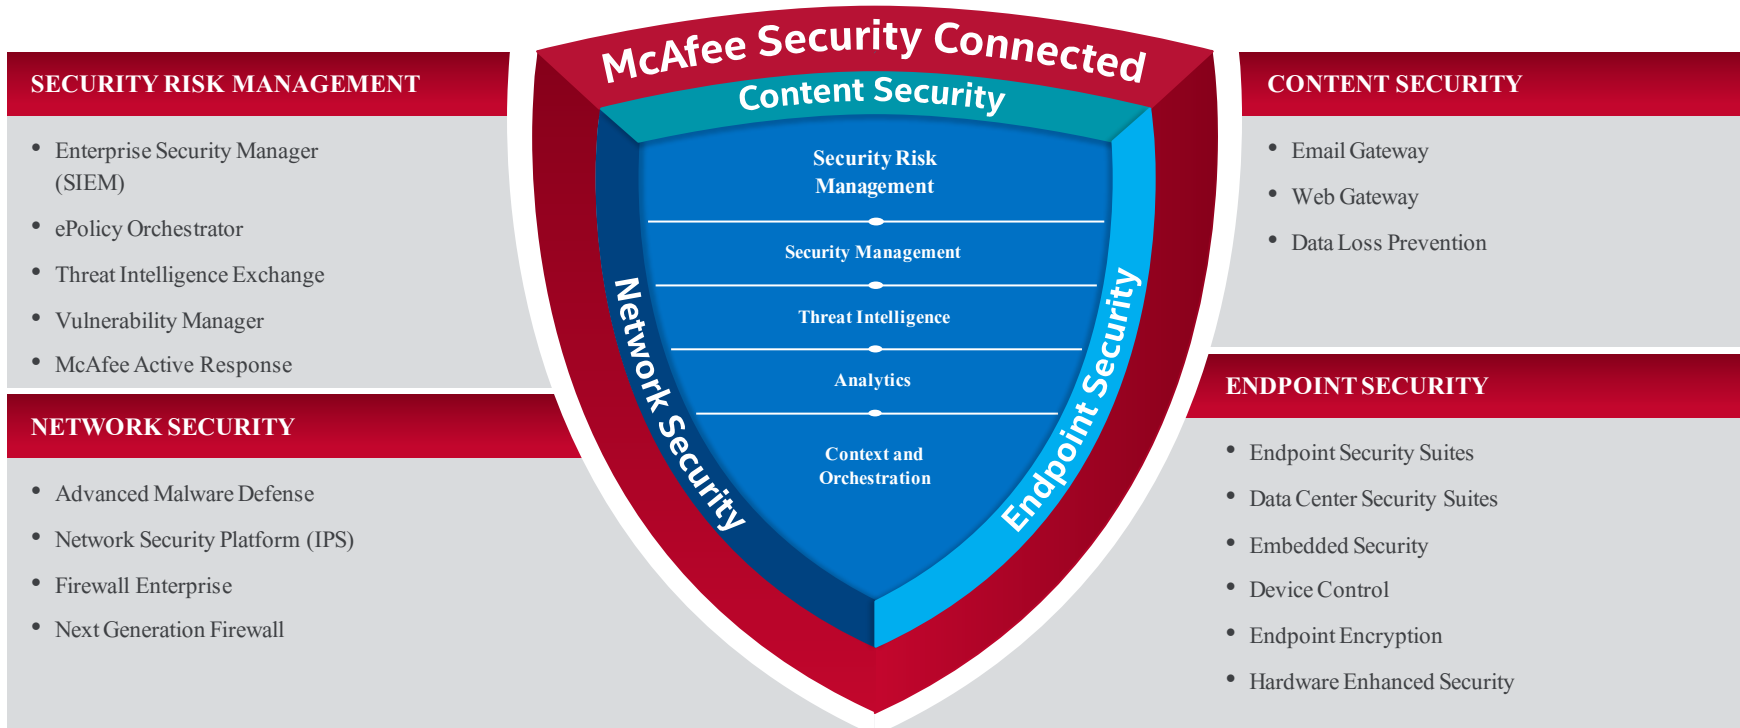 McAfee Security Connected
Content Security
Network Security
Endpoint Security
Security Risk
Management
Security Management
Threat Intelligence
Analytics
Context and
Orchestration
SECURITY RISK MANAGEMENT
• Enterprise Security Manager
(SIEM)
• ePolicy Orchestrator
• Threat Intelligence Exchange
• Vulnerability Manager
• McAfee Active Response
NETWORK SECURITY
• Advanced Malware Defense
• Network Security Platform (IPS)
• Firewall Enterprise
• Next Generation Firewall
CONTENT SECURITY
• Email Gateway
• Web Gateway
• Data Loss Prevention
ENDPOINT SECURITY
• Endpoint Security Suites
• Data Center Security Suites
• Embedded Security
• Device Control
• Endpoint Encryption
• Hardware Enhanced Security